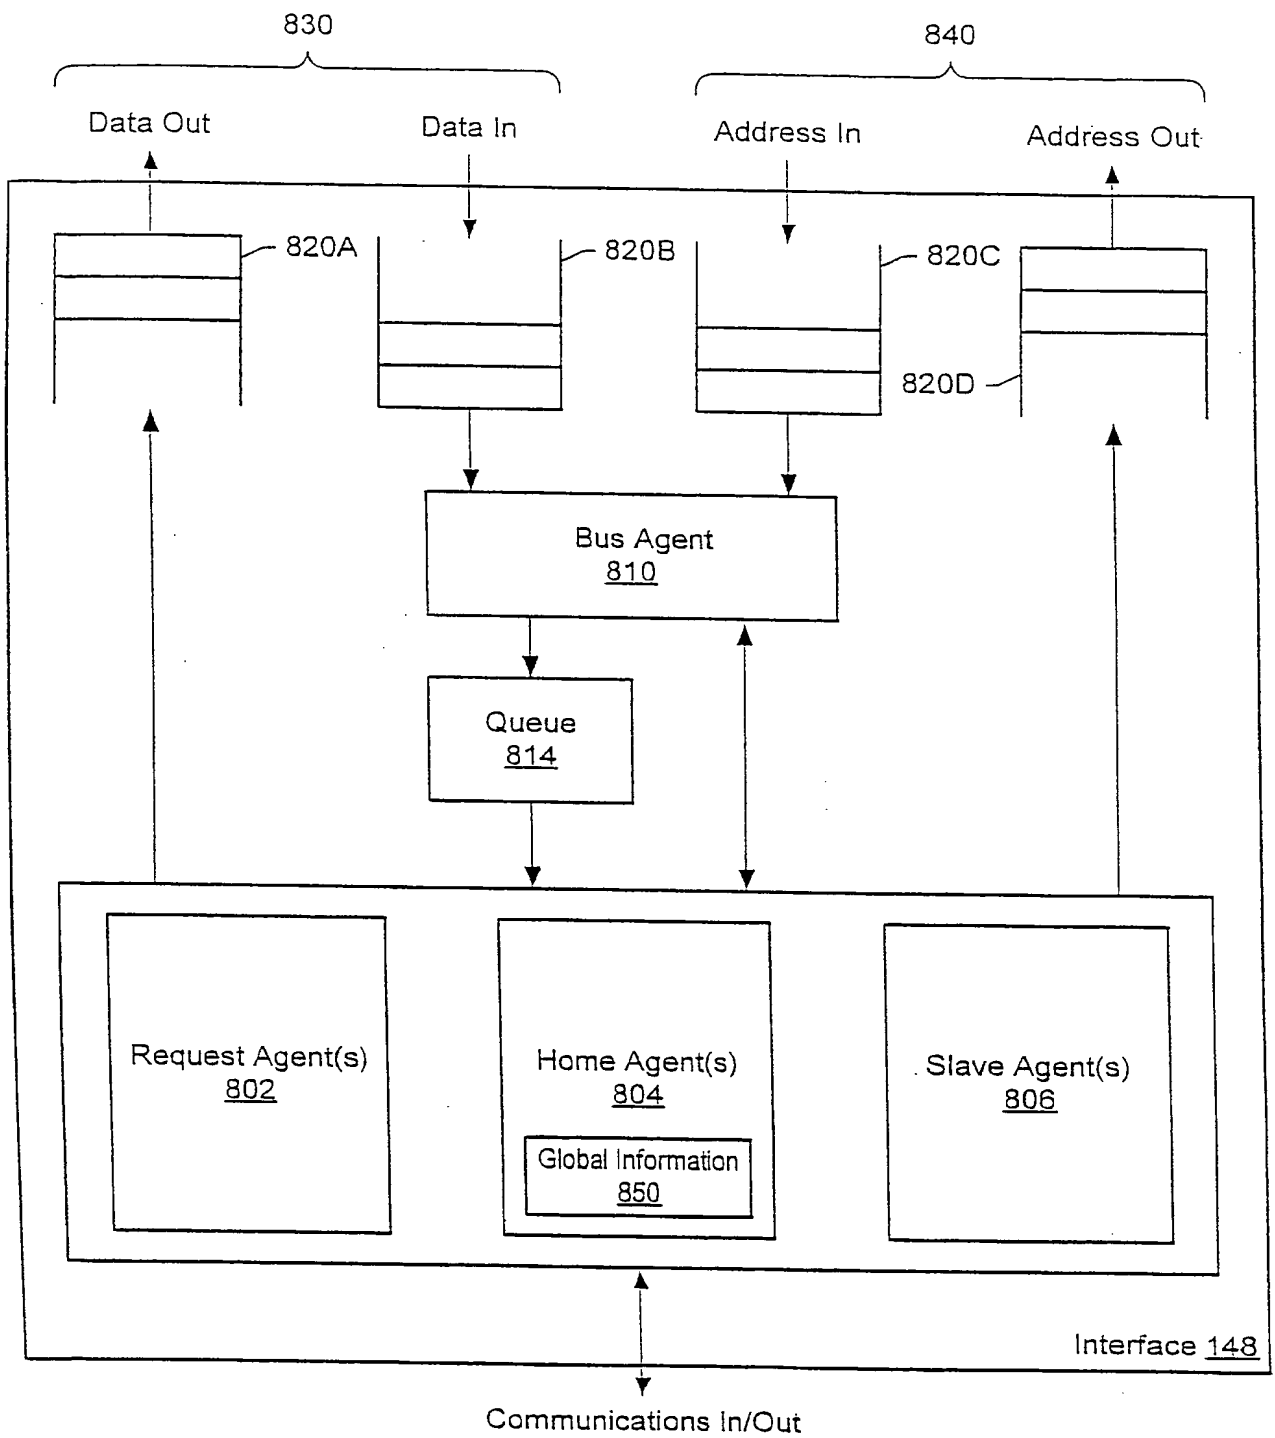 830
840
Data Out
Data In
Address In
Address Out
820A
820B
820C
820D
Bus Agent
810
Queue
814
Request Agent(s)
802
Home Agent(s)
804
Slave Agent(s)
806
Global Information
850
Interface 148
Communications In/Out